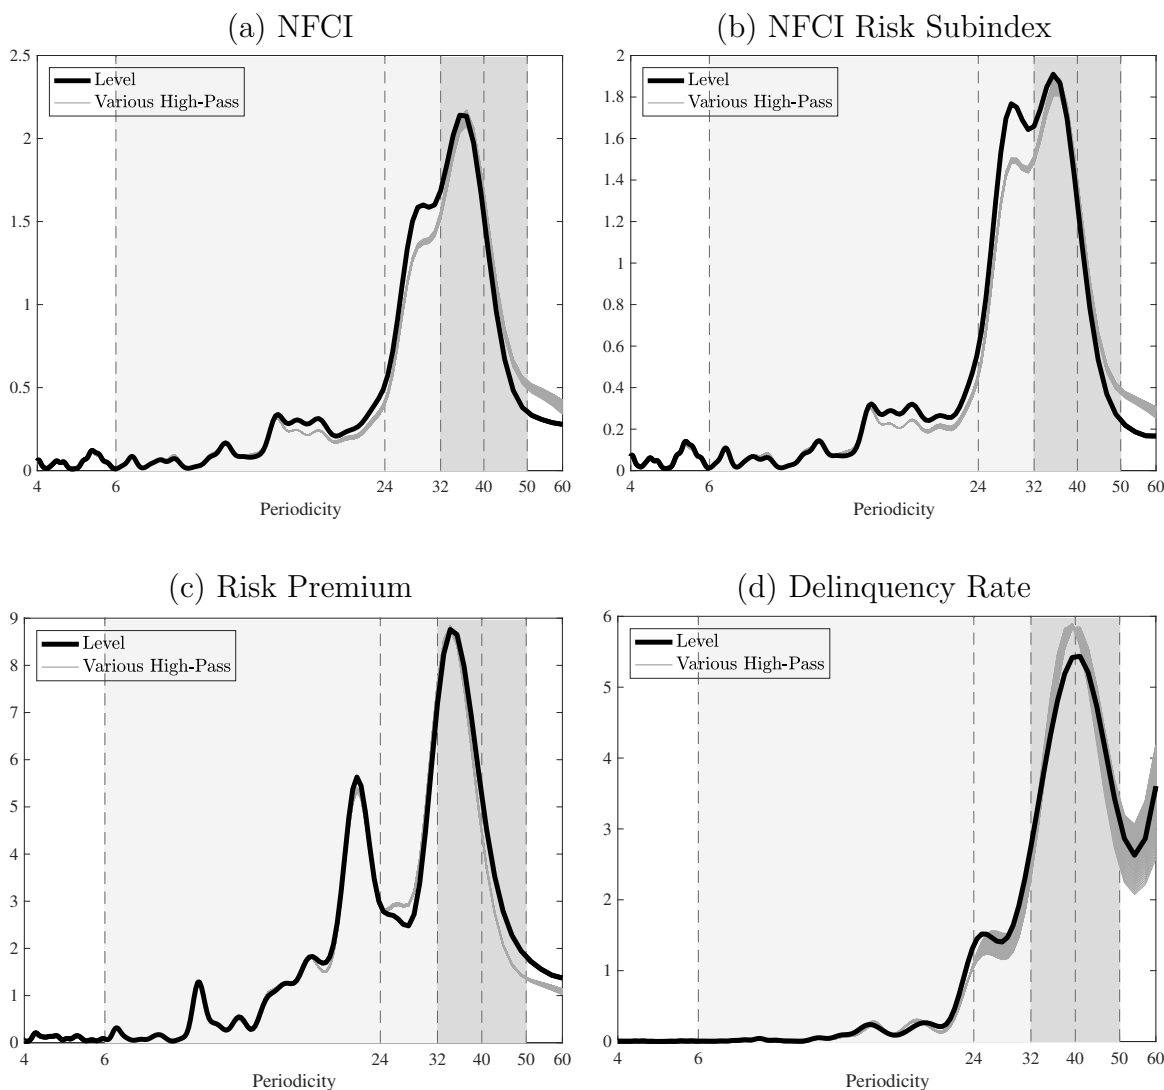 (a) NFCI
2.5
2
1.5
1
0.5
0
Level
Various High-Pass
4 6 24 32 40 50 60
Periodicity
(b) NFCI Risk Subindex
2
1.8
1.6
1.4
1.2
1
0.8
0.6
0.4
0.2
0
Level
Various High-Pass
4 6 24 32 40 50 60
Periodicity
(c) Risk Premium
9
8
7
6
5
4
3
2
1
0
Level
Various High-Pass
4 6 24 32 40 50 60
Periodicity
(d) Delinquency Rate
6
5
4
3
2
1
0
Level
Various High-Pass
4 6 24 32 40 50 60
Periodicity